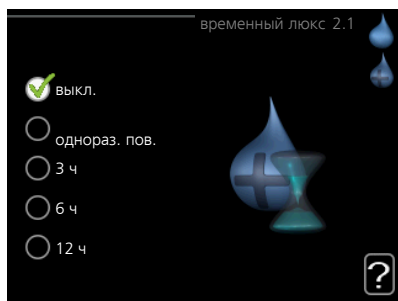 временный люкс 2.1
выкл.
однораз. пов.
3 ч
6 ч
12 ч
?